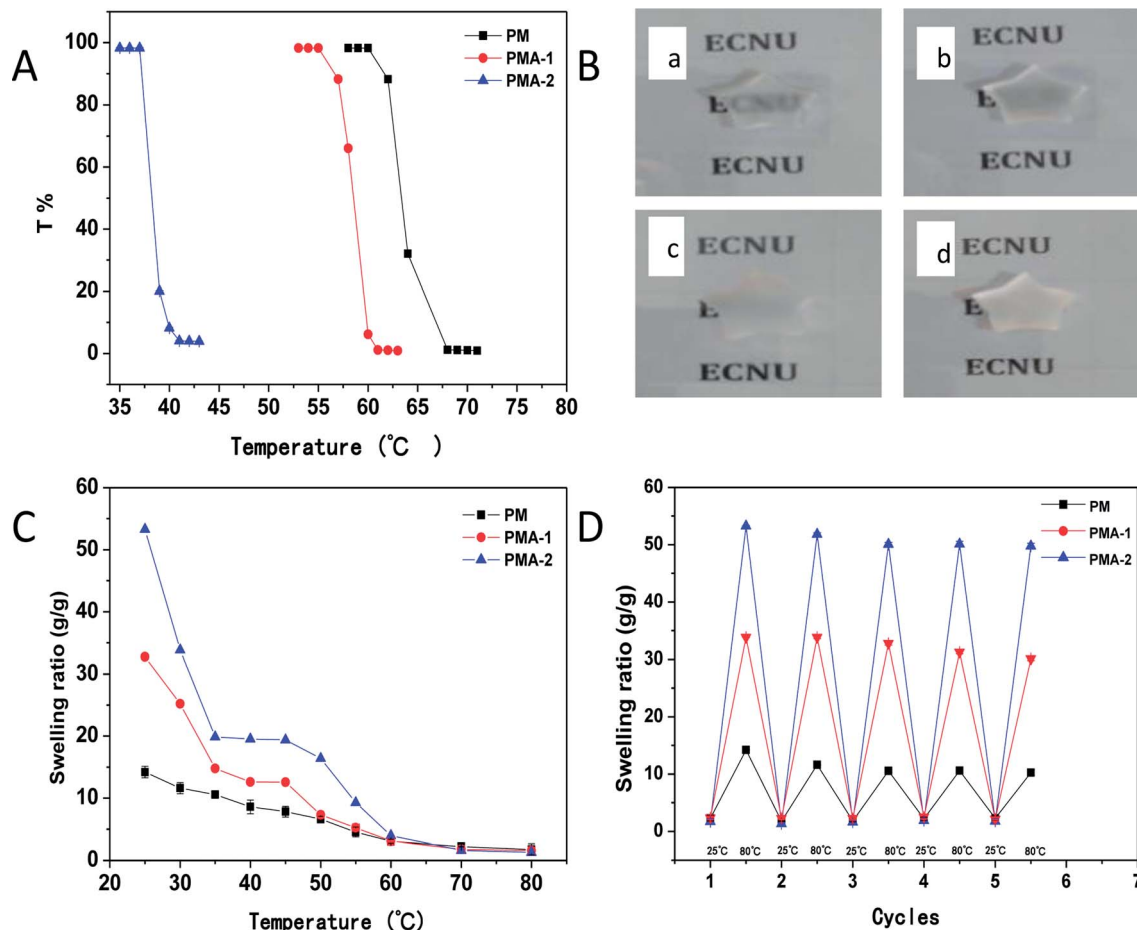 A
T %
100
80
60
40
20
0
35 40 45 50 55 60 65 70 75 80
Temperature (℃ )
PM
PMA-1
PMA-2
B
a
ECNU
ECNU
ECNU
b
ECNU
E
ECNU
c
ECNU
E
ECNU
d
ECNU
E
ECNU
C
Swelling ratio (g/g)
60
50
40
30
20
10
0
20 30 40 50 60 70 80
Temperature (℃)
PM
PMA-1
PMA-2
D
Swelling ratio (g/g)
60
50
40
30
20
10
0
PM
PMA-1
PMA-2
25℃ 80℃ 25℃ 80℃ 25℃ 80℃ 25℃ 80℃ 25℃ 80℃
1 2 3 4 5 6 7
Cycles